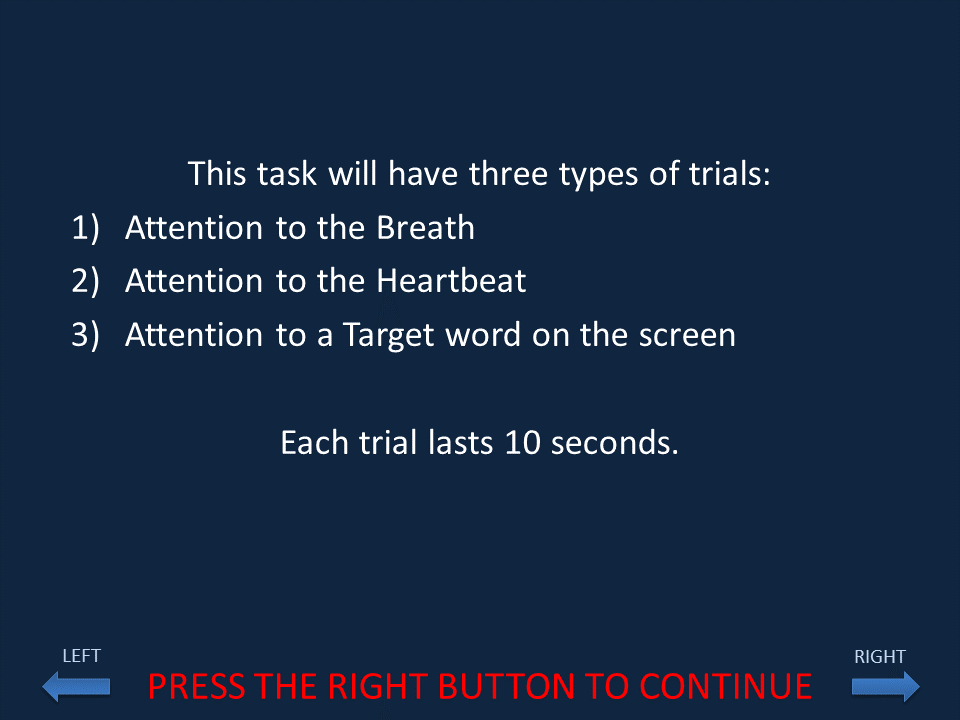 This task will have three types of trials:
1) Attention to the Breath
2) Attention to the Heartbeat
3) Attention to a Target word on the screen
Each trial lasts 10 seconds.
LEFT
RIGHT
PRESS THE RIGHT BUTTON TO CONTINUE